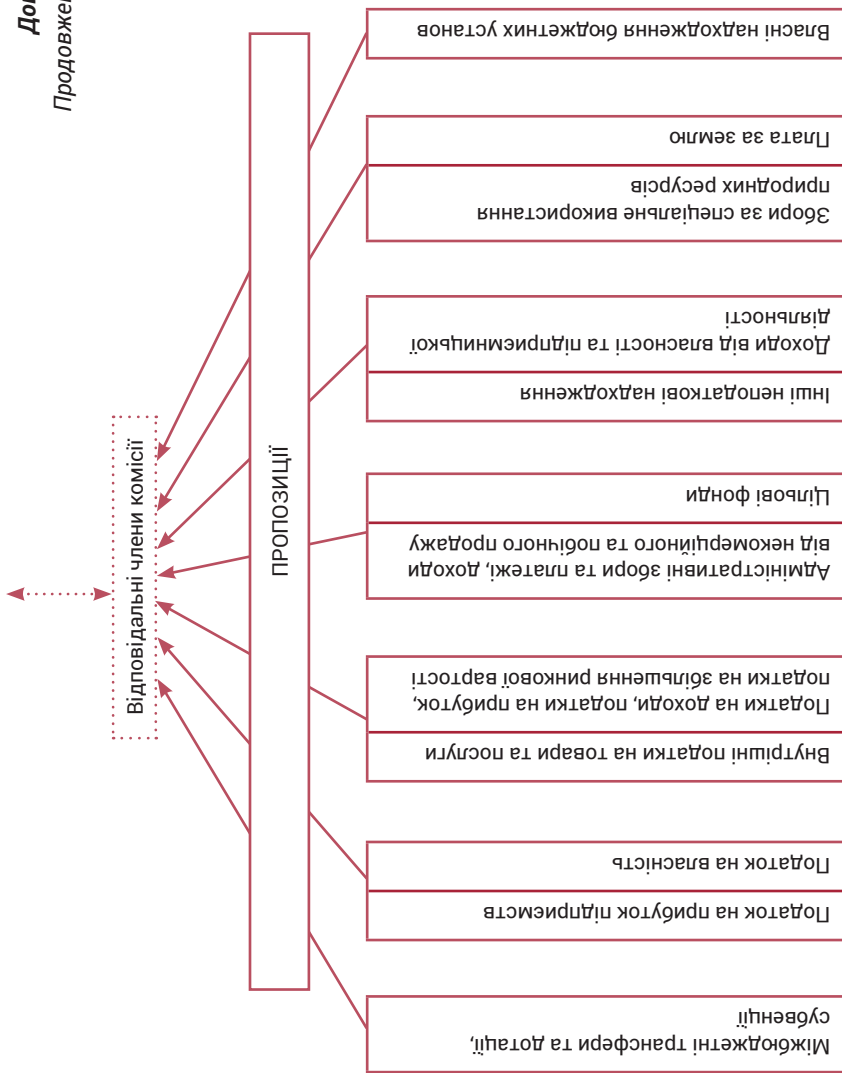 Продовжен
Відповідальні члени комісії
ПРОПОЗИЦІЇ
Міжбюджетні трансфери та дотації,
субвенції
Податок на прибуток підприємств
Податок на власність
Внутрішні податки на товари та послуги
Податки на доходи, податки на прибуток,
податки на збільшення ринкової вартості
Адміністративні збори та платежі, доходи
від некомерційного та побічного продажу
Цільові фонди
Інші неподаткові надходження
Доходи від власності та підприємницької
діяльності
Збори за спеціальне використання
природних ресурсів
Плата за землю
Власні надходження бюджетних установ